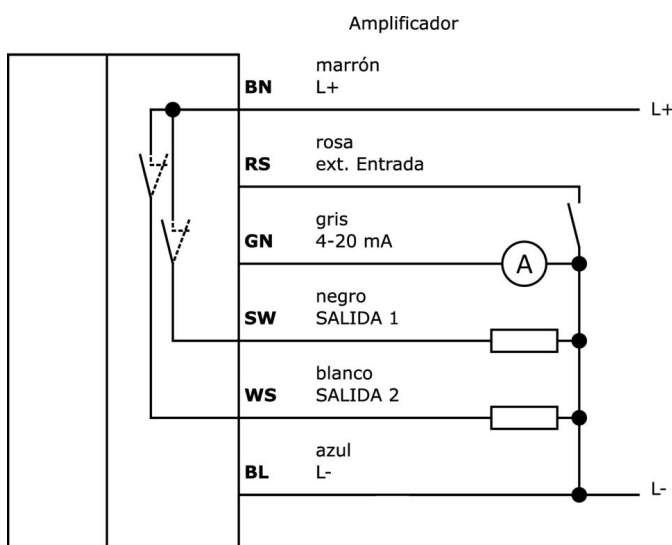 Amplificador
marrón
BN L+
L+
rosa
RS ext. Entrada
gris
GN 4-20 mA
A
negro
SW SALIDA 1
blanco
WS SALIDA 2
azul
BL L-
L-